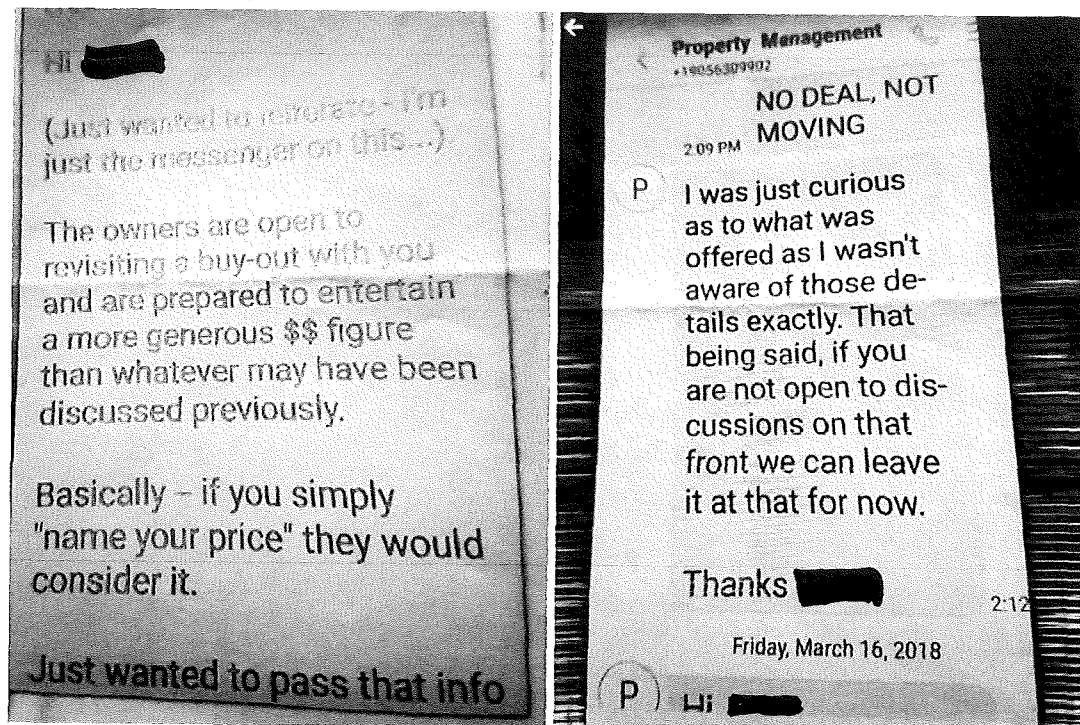 Hi
(Just wanted to reiterate - I'm
just the messenger on this...)
The owners are open to
revisiting a buy-out with you
and are prepared to entertain
a more generous $$ figure
than whatever may have been
discussed previously.
Basically – if you simply
"name your price" they would
consider it.
Just wanted to pass that info
Property Management
+19056309902
NO DEAL, NOT
MOVING
2:09 PM
P
I was just curious
as to what was
offered as I wasn't
aware of those de-
tails exactly. That
being said, if you
are not open to dis-
cussions on that
front we can leave
it at that for now.
Thanks
2:12
Friday, March 16, 2018
P
Hi